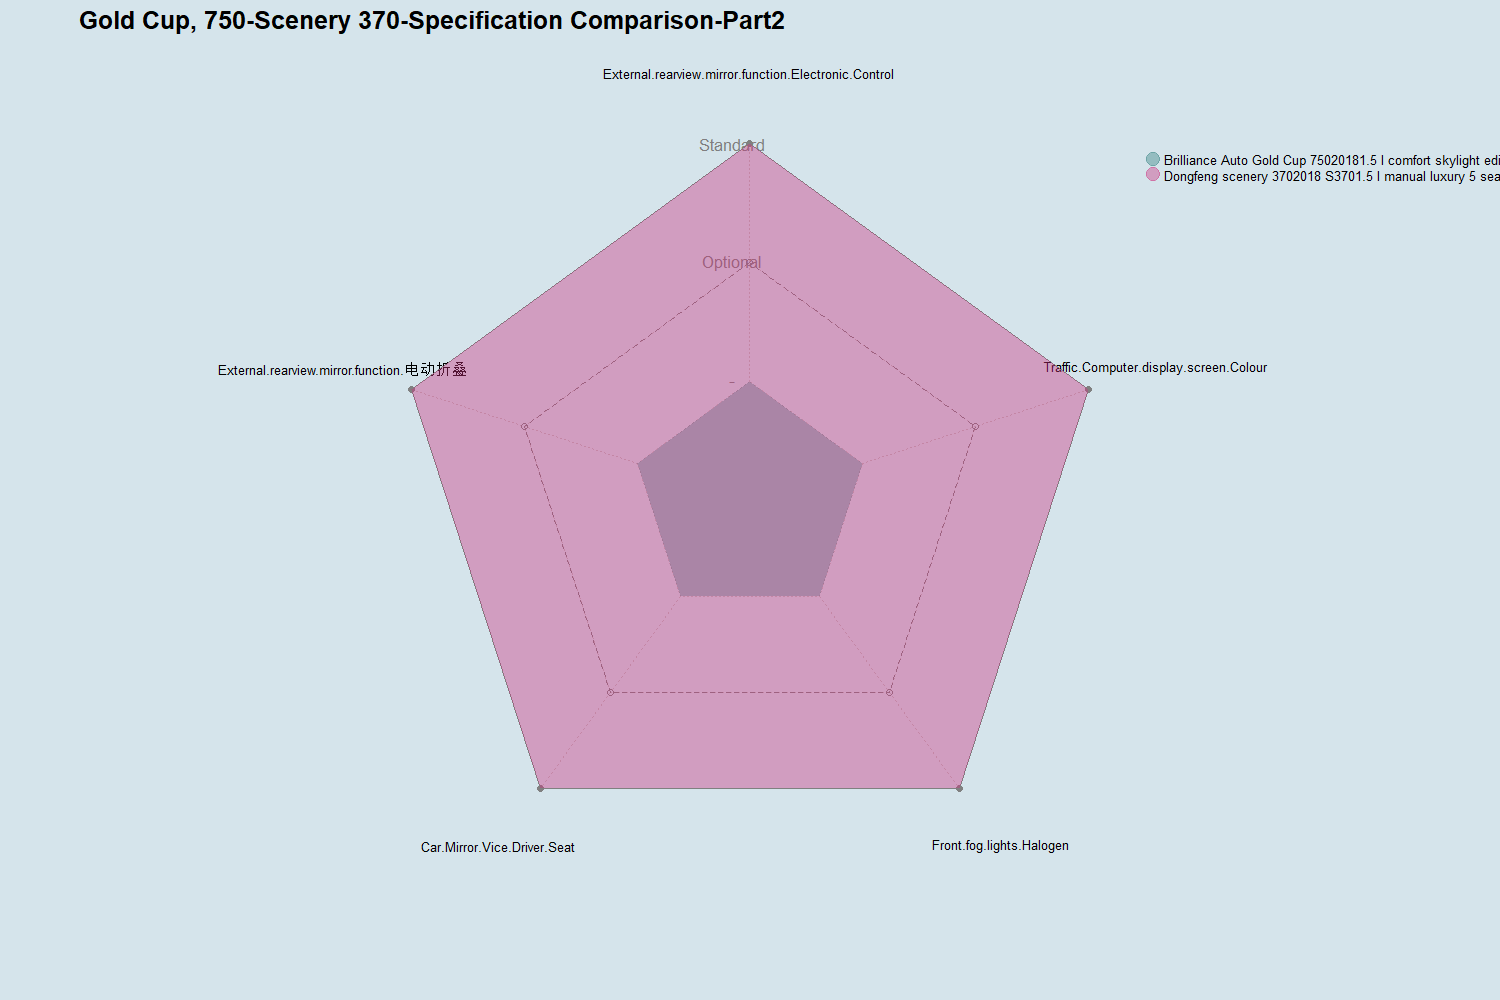 Gold Cup, 750-Scenery 370-Specification Comparison-Part2
External.rearview.mirror.function.Electronic.Control
Standard
Brilliance Auto Gold Cup 75020181.5 l comfort skylight edi
Dongfeng scenery 3702018 S3701.5 l manual luxury 5 sea
Optional
External.rearview.mirror.function.电动折叠
Traffic.Computer.display.screen.Colour
–
Car.Mirror.Vice.Driver.Seat
Front.fog.lights.Halogen